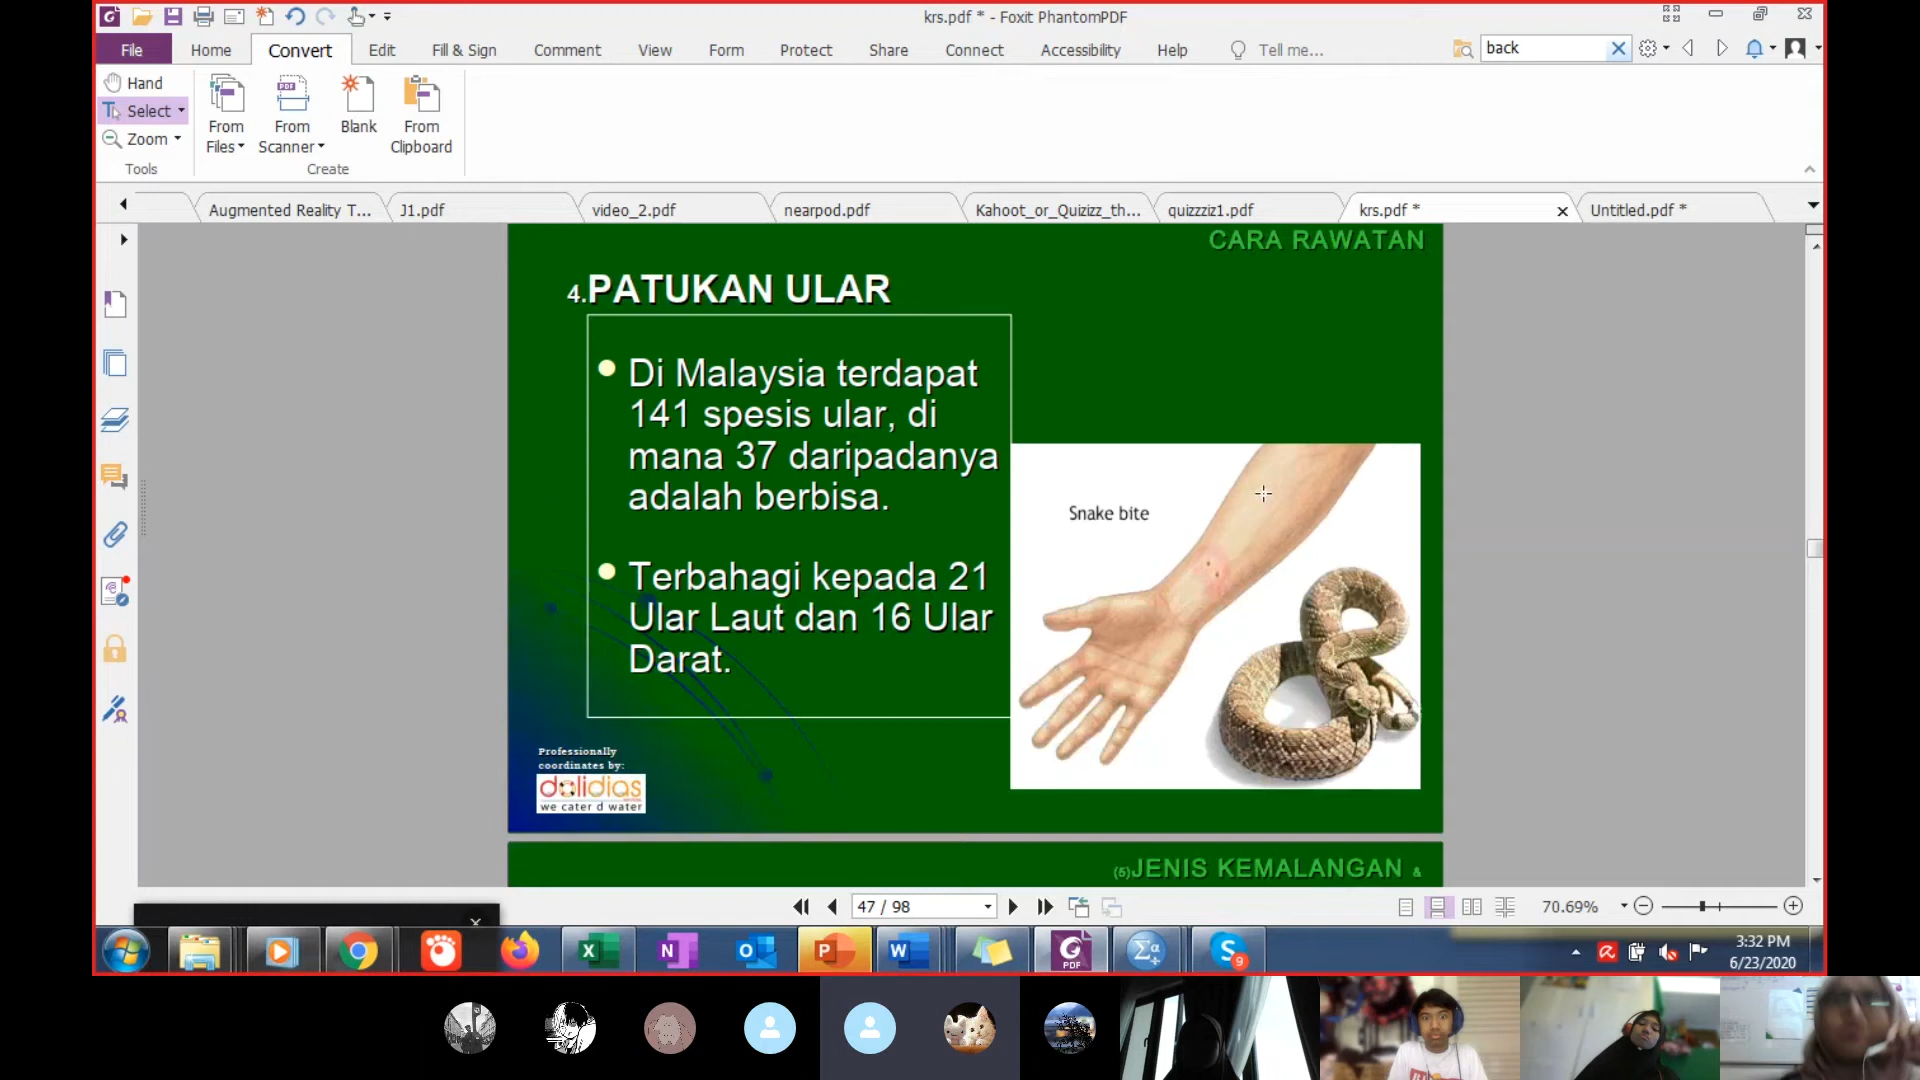 krs.pdf * - Foxit PhantomPDF
File Home Convert Edit Fill & Sign Comment View Form Protect Share Connect Accessibility Help Tell me... back
Hand
Select
Zoom
Tools
From Files
From Scanner
Blank
From Clipboard
Create
Augmented Reality T... J1.pdf video_2.pdf nearpod.pdf Kahoot_or_Quizizz_th... quizzziz1.pdf krs.pdf * Untitled.pdf *
CARA RAWATAN
4.PATUKAN ULAR
Di Malaysia terdapat
141 spesis ular, di
mana 37 daripadanya
adalah berbisa.
Terbahagi kepada 21
Ular Laut dan 16 Ular
Darat.
Snake bite
Professionally
coordinates by:
dolidias
we cater d water
(5)JENIS KEMALANGAN &
47 / 98
70.69%
3:32 PM
6/23/2020
PDF
9